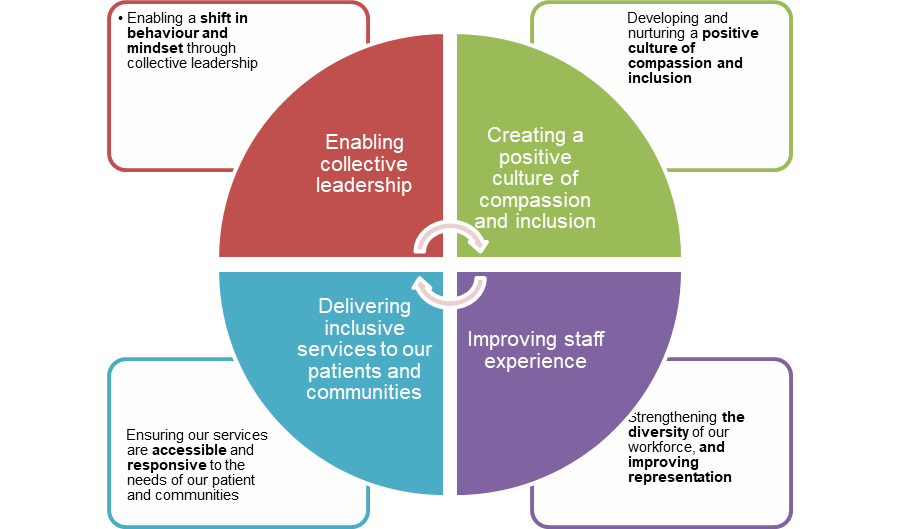 • Enabling a shift in
behaviour and
mindset through
collective leadership
Developing and
nurturing a positive
culture of
compassion and
inclusion
Enabling
collective
leadership
Creating a
positive
culture of
compassion
and inclusion
Delivering
inclusive
services to our
patients and
communities
Improving staff
experience
Ensuring our services
are accessible and
responsive to the
needs of our patient
and communities
Strengthening the
diversity of our
workforce, and
improving
representation